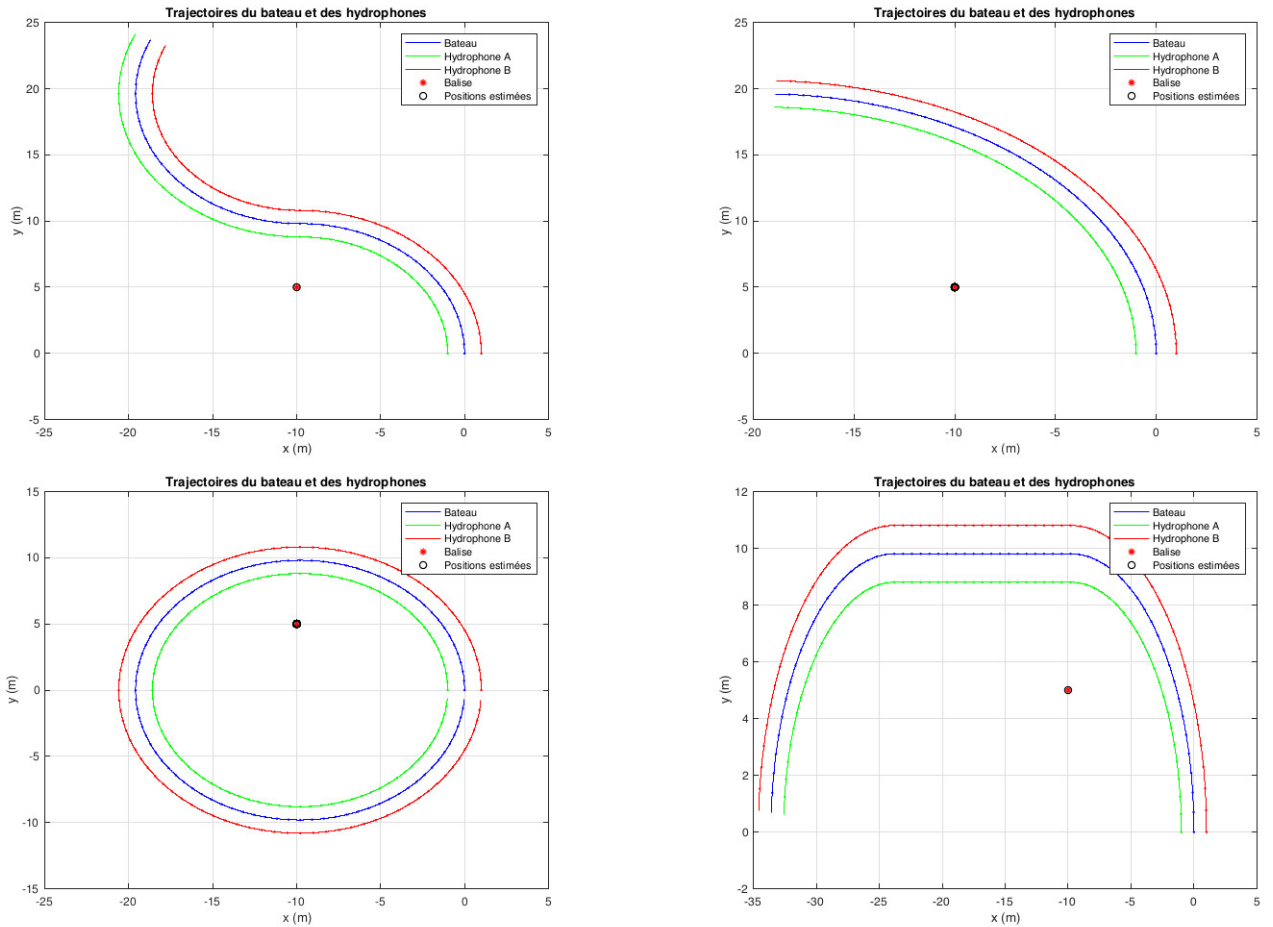 Trajectoires du bateau et des hydrophones
25
20
15
10
5
0
-5
-25
-20
-15
-10
-5
0
5
y (m)
x (m)
Bateau
Hydrophone A
Hydrophone B
Balise
Positions estimées
Trajectoires du bateau et des hydrophones
25
20
15
10
5
0
-5
-20
-15
-10
-5
0
5
y (m)
x (m)
Bateau
Hydrophone A
Hydrophone B
Balise
Positions estimées
Trajectoires du bateau et des hydrophones
15
10
5
0
-5
-10
-15
-25
-20
-15
-10
-5
0
5
y (m)
x (m)
Bateau
Hydrophone A
Hydrophone B
Balise
Positions estimées
Trajectoires du bateau et des hydrophones
12
10
8
6
4
2
0
-2
-35
-30
-25
-20
-15
-10
-5
0
5
y (m)
x (m)
Bateau
Hydrophone A
Hydrophone B
Balise
Positions estimées